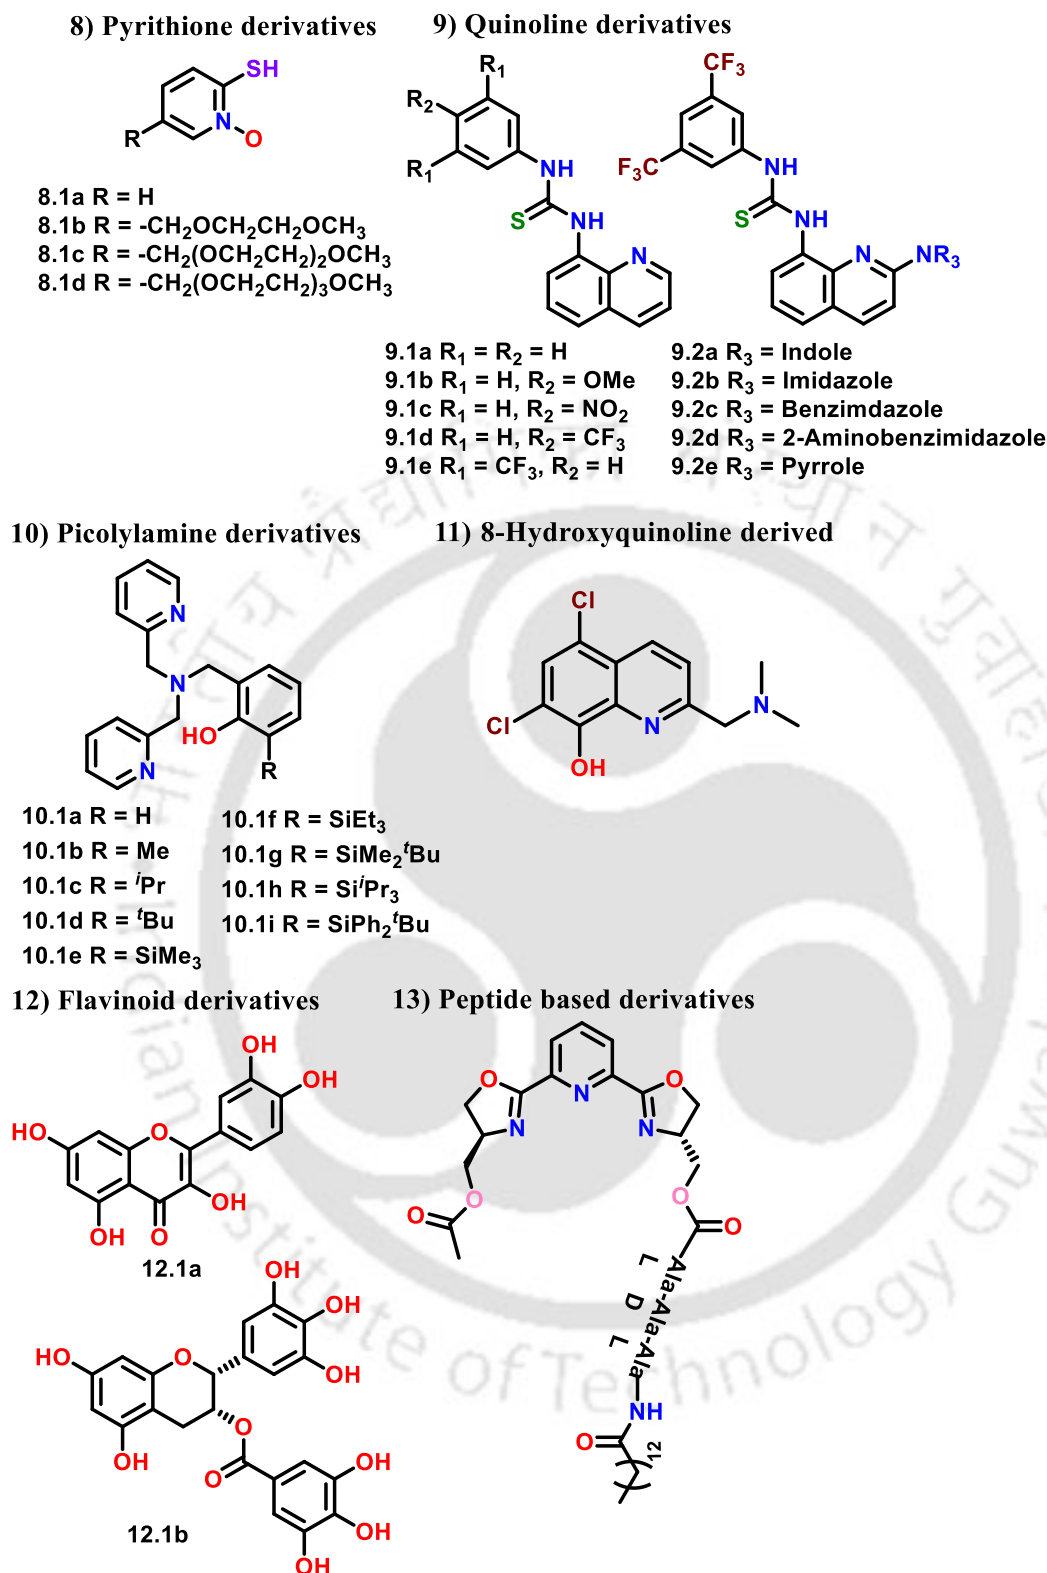 8) Pyrithione derivatives
SH
N
O
R
8.1a R = H
8.1b R = -CH₂OCH₂CH₂OCH₃
8.1c R = -CH₂(OCH₂CH₂)₂OCH₃
8.1d R = -CH₂(OCH₂CH₂)₃OCH₃
9) Quinoline derivatives
R₁
R₂
R₁
NH
S
NH
N
CF₃
F₃C
NH
S
NH
N
NR₃
9.1a R₁ = R₂ = H
9.1b R₁ = H, R₂ = OMe
9.1c R₁ = H, R₂ = NO₂
9.1d R₁ = H, R₂ = CF₃
9.1e R₁ = CF₃, R₂ = H
9.2a R₃ = Indole
9.2b R₃ = Imidazole
9.2c R₃ = Benzimdazole
9.2d R₃ = 2-Aminobenzimidazole
9.2e R₃ = Pyrrole
10) Picolylamine derivatives
N
N
HO
N
R
10.1a R = H
10.1b R = Me
10.1c R = ⁱPr
10.1d R = ᵗBu
10.1e R = SiMe₃
10.1f R = SiEt₃
10.1g R = SiMe₂ᵗBu
10.1h R = SiⁱPr₃
10.1i R = SiPh₂ᵗBu
11) 8-Hydroxyquinoline derived
Cl
Cl
N
N
OH
12) Flavinoid derivatives
OH
OH
HO
O
OH
OH
O
12.1a
OH
OH
HO
O
OH
O
OH
O
OH
OH
OH
12.1b
13) Peptide based derivatives
O
N
O
N
N
O
O
O
O
Ala-Ala-Ala
L D L
NH
O
12
Indian Institute of Technology Guwa